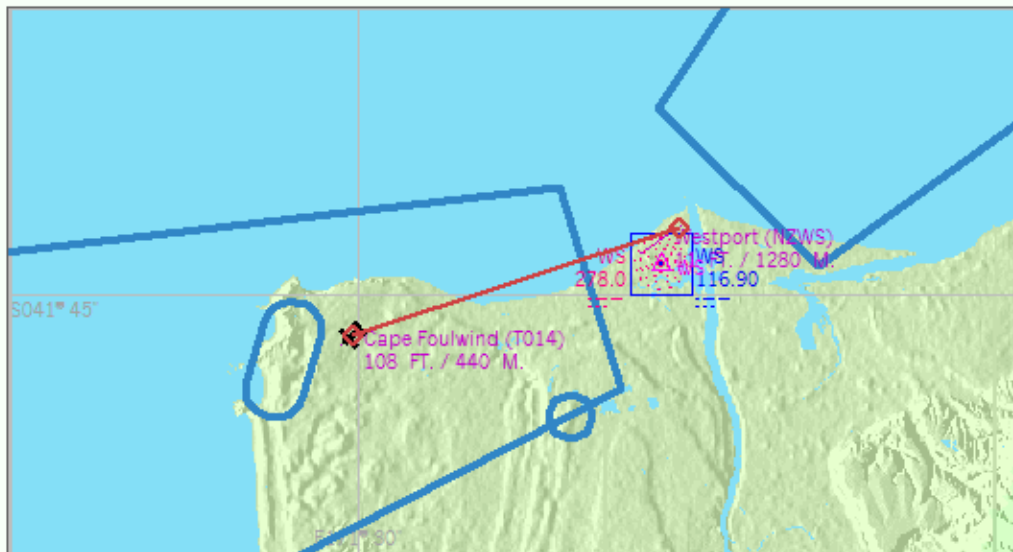 Westport (NZWS)
FT. / 1280 M.
WS
278.0
WS
116.90
S041° 45"
Cape Foulwind (T014)
108 FT. / 440 M.